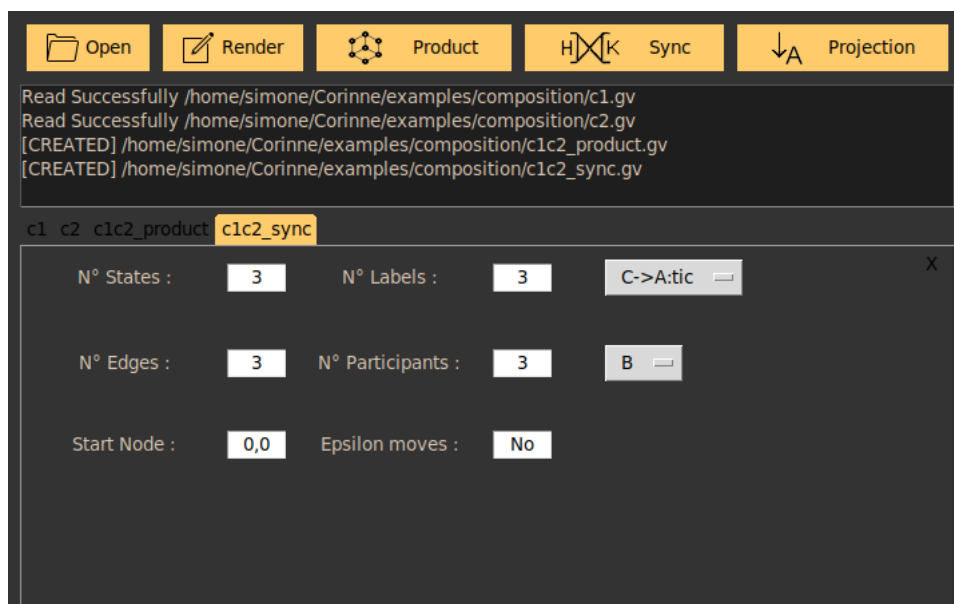 Open Render Product H K Sync A Projection
Read Successfully /home/simone/Corinne/examples/composition/c1.gv
Read Successfully /home/simone/Corinne/examples/composition/c2.gv
[CREATED] /home/simone/Corinne/examples/composition/c1c2_product.gv
[CREATED] /home/simone/Corinne/examples/composition/c1c2_sync.gv
c1 c2 c1c2_product c1c2_sync
X
N° States : 3 N° Labels : 3 C->A:tic
N° Edges : 3 N° Participants : 3 B
Start Node : 0,0 Epsilon moves : No